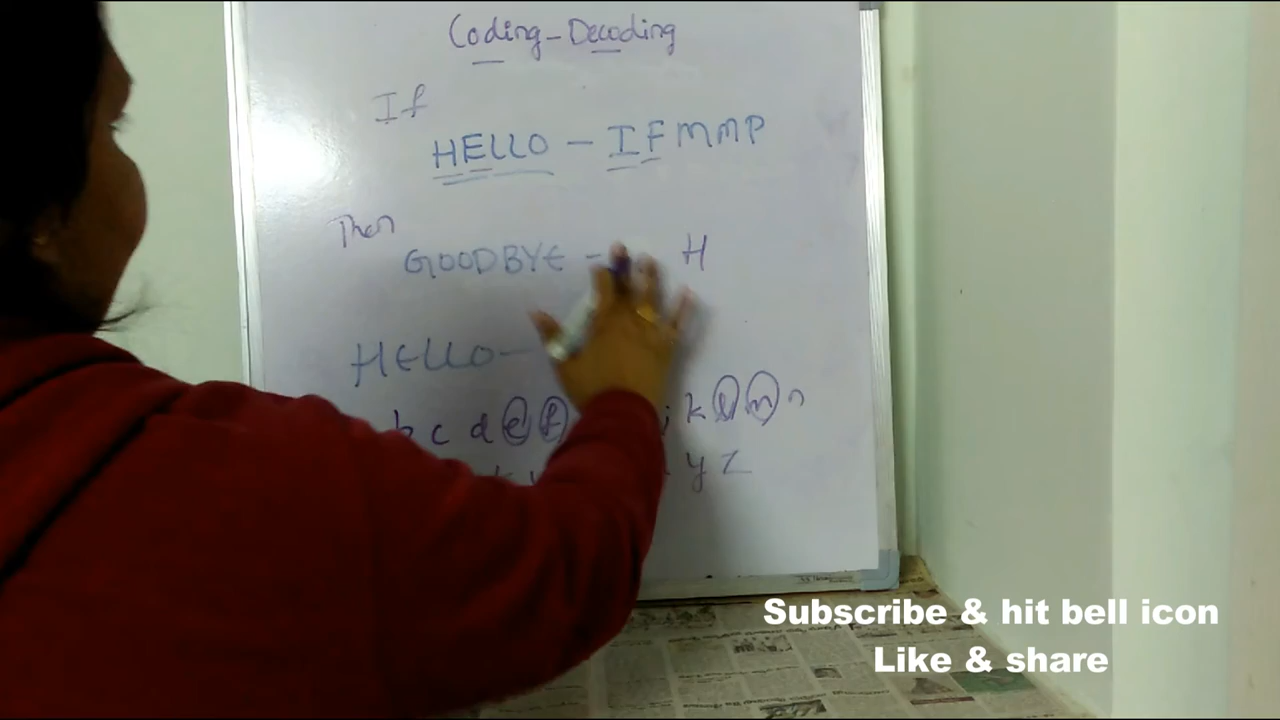 Coding-Decoding
If
HELLO - IFMMP
Then
GOODBYE - H
HELLO-
b c d e f j k l m n
y z
Subscribe & hit bell icon
Like & share